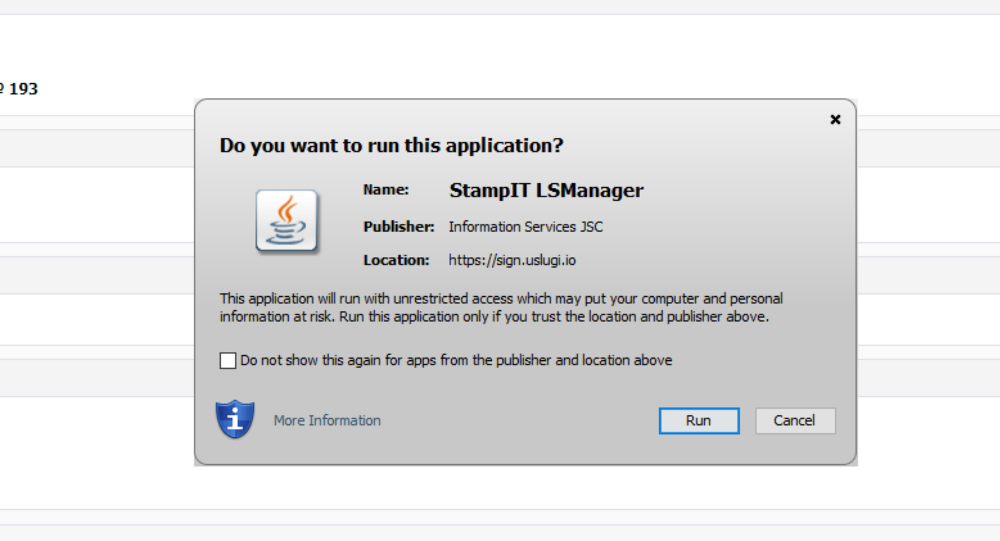 № 193
Do you want to run this application?
Name: StampIT LSManager
Publisher: Information Services JSC
Location: https://sign.uslugi.io
This application will run with unrestricted access which may put your computer and personal
information at risk. Run this application only if you trust the location and publisher above.
Do not show this again for apps from the publisher and location above
More Information
Run
Cancel